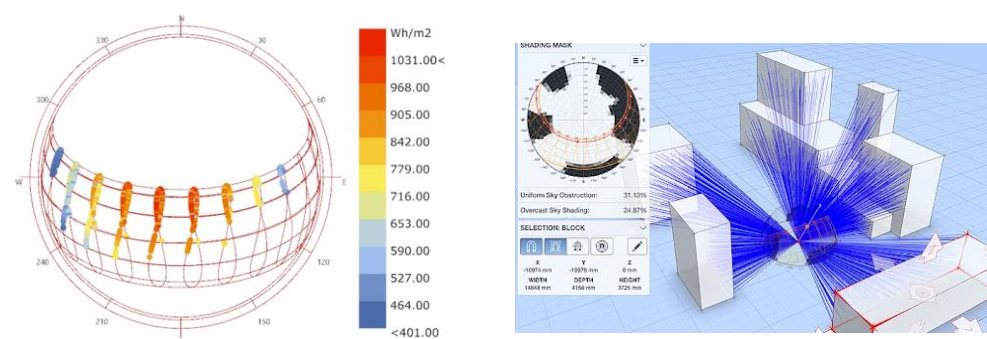 N
330
30
300
60
W
E
240
120
210
150
Wh/m2
1031.00<
968.00
905.00
842.00
779.00
716.00
653.00
590.00
527.00
464.00
<401.00
SHADING MASK
Uniform Sky Obstruction: 31.13%
Overcast Sky Shading: 24.87%
SELECTION: BLOCK
X Y Z
-10974 mm -10979 mm 0 mm
WIDTH DEPTH HEIGHT
14848 mm 4156 mm 3725 mm